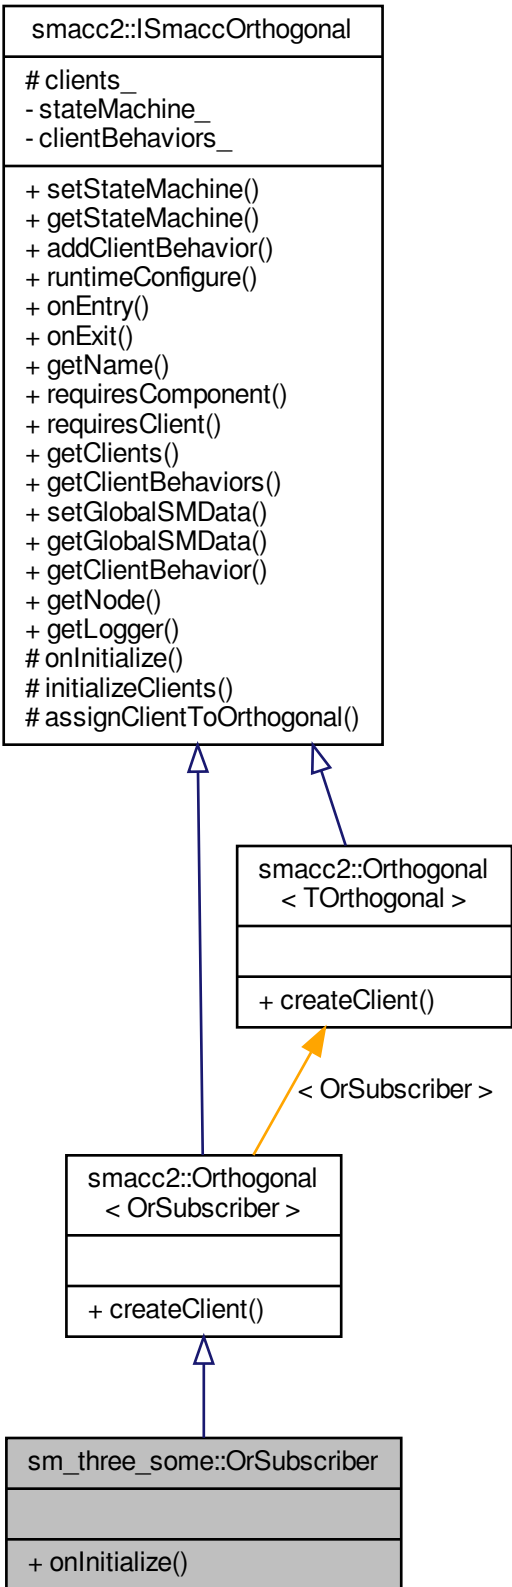 smacc2::ISmaccOrthogonal
# clients_
- stateMachine_
- clientBehaviors_
+ setStateMachine()
+ getStateMachine()
+ addClientBehavior()
+ runtimeConfigure()
+ onEntry()
+ onExit()
+ getName()
+ requiresComponent()
+ requiresClient()
+ getClients()
+ getClientBehaviors()
+ setGlobalSMData()
+ getGlobalSMData()
+ getClientBehavior()
+ getNode()
+ getLogger()
# onInitialize()
# initializeClients()
# assignClientToOrthogonal()
smacc2::Orthogonal
< TOrthogonal >
+ createClient()
< OrSubscriber >
smacc2::Orthogonal
< OrSubscriber >
+ createClient()
sm_three_some::OrSubscriber
+ onInitialize()